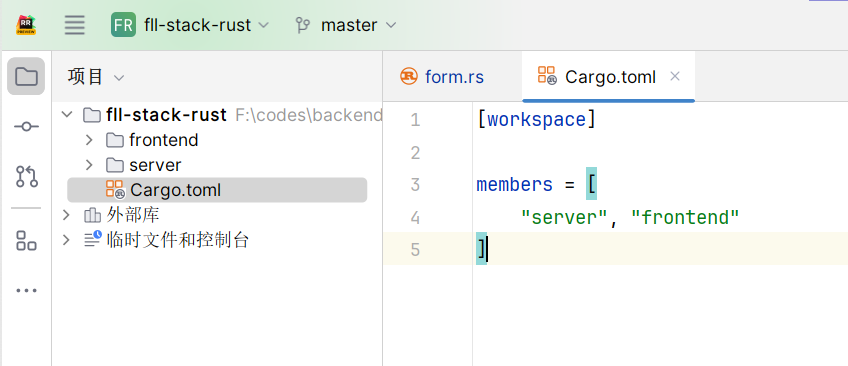 RR
PREVIEW
FR fll-stack-rust master
项目
fll-stack-rust F:\codes\backend
frontend
server
Cargo.toml
外部库
临时文件和控制台
form.rs Cargo.toml
1 [workspace]
2
3 members = [
4 "server", "frontend"
5 ]